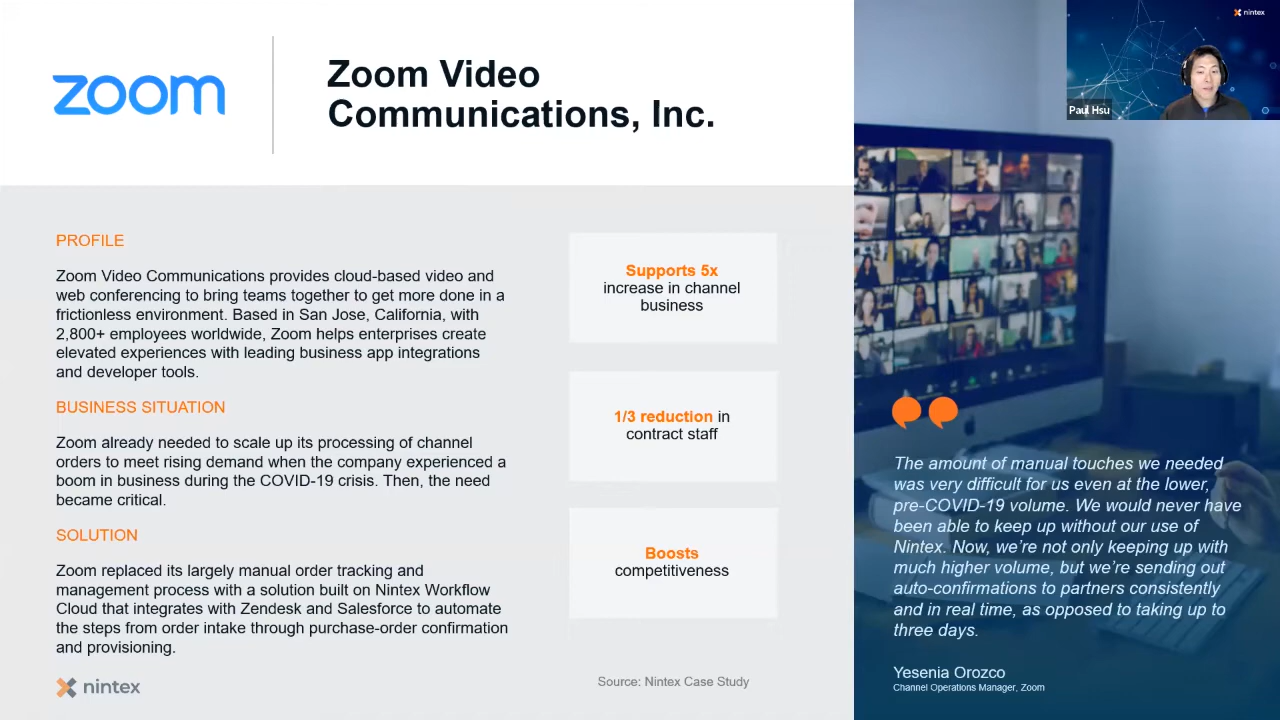 zoom
Zoom Video
Communications, Inc.
PROFILE
Zoom Video Communications provides cloud-based video and
web conferencing to bring teams together to get more done in a
frictionless environment. Based in San Jose, California, with
2,800+ employees worldwide, Zoom helps enterprises create
elevated experiences with leading business app integrations
and developer tools.
BUSINESS SITUATION
Zoom already needed to scale up its processing of channel
orders to meet rising demand when the company experienced a
boom in business during the COVID-19 crisis. Then, the need
became critical.
SOLUTION
Zoom replaced its largely manual order tracking and
management process with a solution built on Nintex Workflow
Cloud that integrates with Zendesk and Salesforce to automate
the steps from order intake through purchase-order confirmation
and provisioning.
nintex
Supports 5x
increase in channel
business
1/3 reduction in
contract staff
Boosts
competitiveness
Source: Nintex Case Study
nintex
Paul Hsu
The amount of manual touches we needed
was very difficult for us even at the lower,
pre-COVID-19 volume. We would never have
been able to keep up without our use of
Nintex. Now, we're not only keeping up with
much higher volume, but we're sending out
auto-confirmations to partners consistently
and in real time, as opposed to taking up to
three days.
Yesenia Orozco
Channel Operations Manager, Zoom